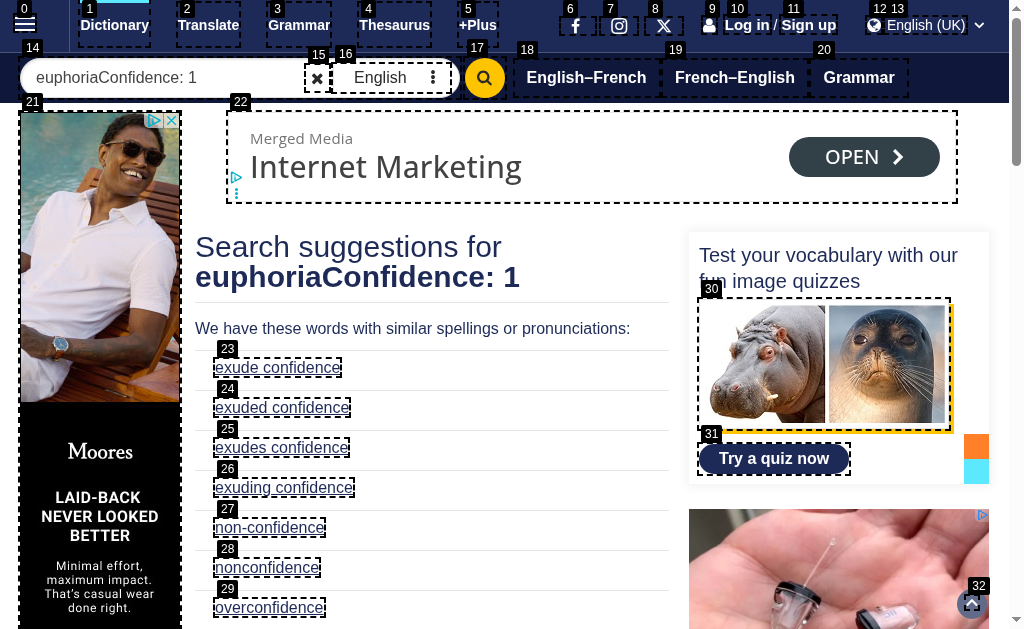 0
1
2
3
4
5
6
7
8
9
10
11
12
13
Dictionary
Translate
Grammar
Thesaurus
+Plus
Log in / Sign up
English (UK)
14
15
16
17
18
19
20
euphoriaConfidence: 1
English
English–French
French–English
Grammar
21
22
Merged Media
Internet Marketing
OPEN
Search suggestions for
euphoriaConfidence: 1
We have these words with similar spellings or pronunciations:
23
exude confidence
24
exuded confidence
25
exudes confidence
26
exuding confidence
27
non-confidence
28
nonconfidence
29
overconfidence
Test your vocabulary with our
fun image quizzes
30
31
Try a quiz now
32
Moores
LAID-BACK
NEVER LOOKED
BETTER
Minimal effort,
maximum impact.
That's casual wear
done right.